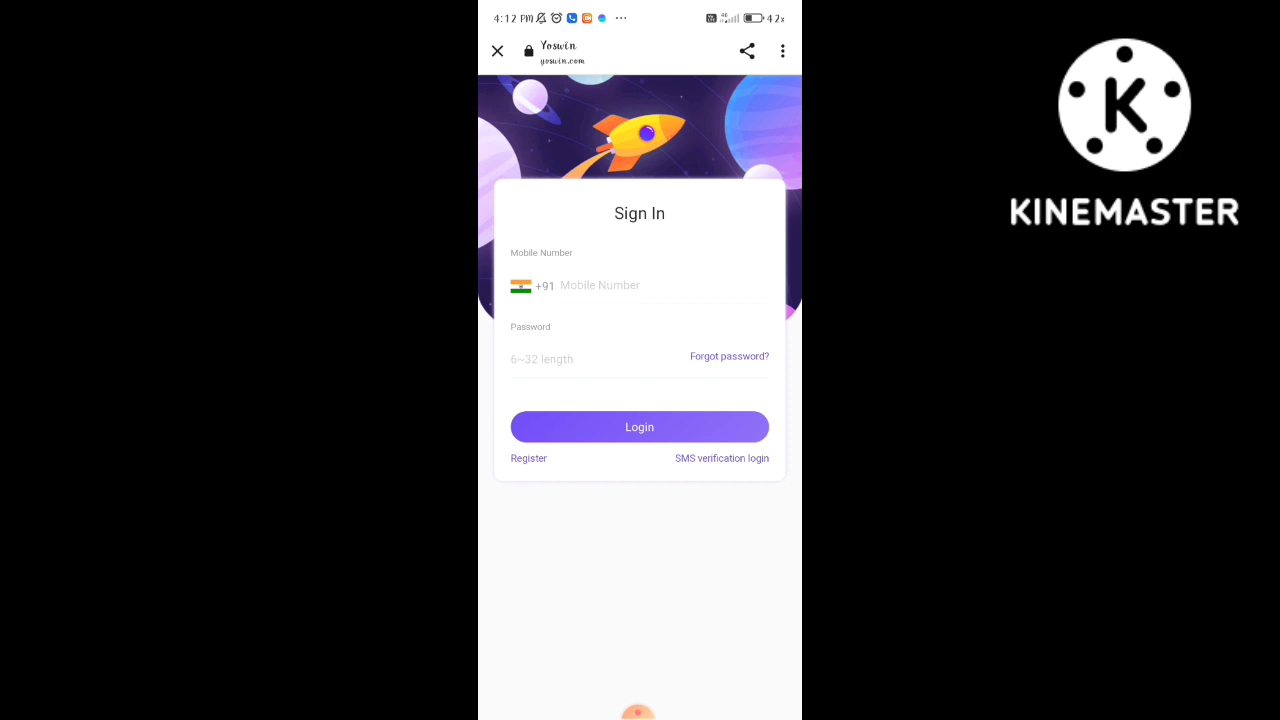 4:12 PM
42%
Yoswin
yoswin.com
K
KINEMASTER
Sign In
Mobile Number
+91 Mobile Number
Password
6~32 length
Forgot password?
Login
Register
SMS verification login